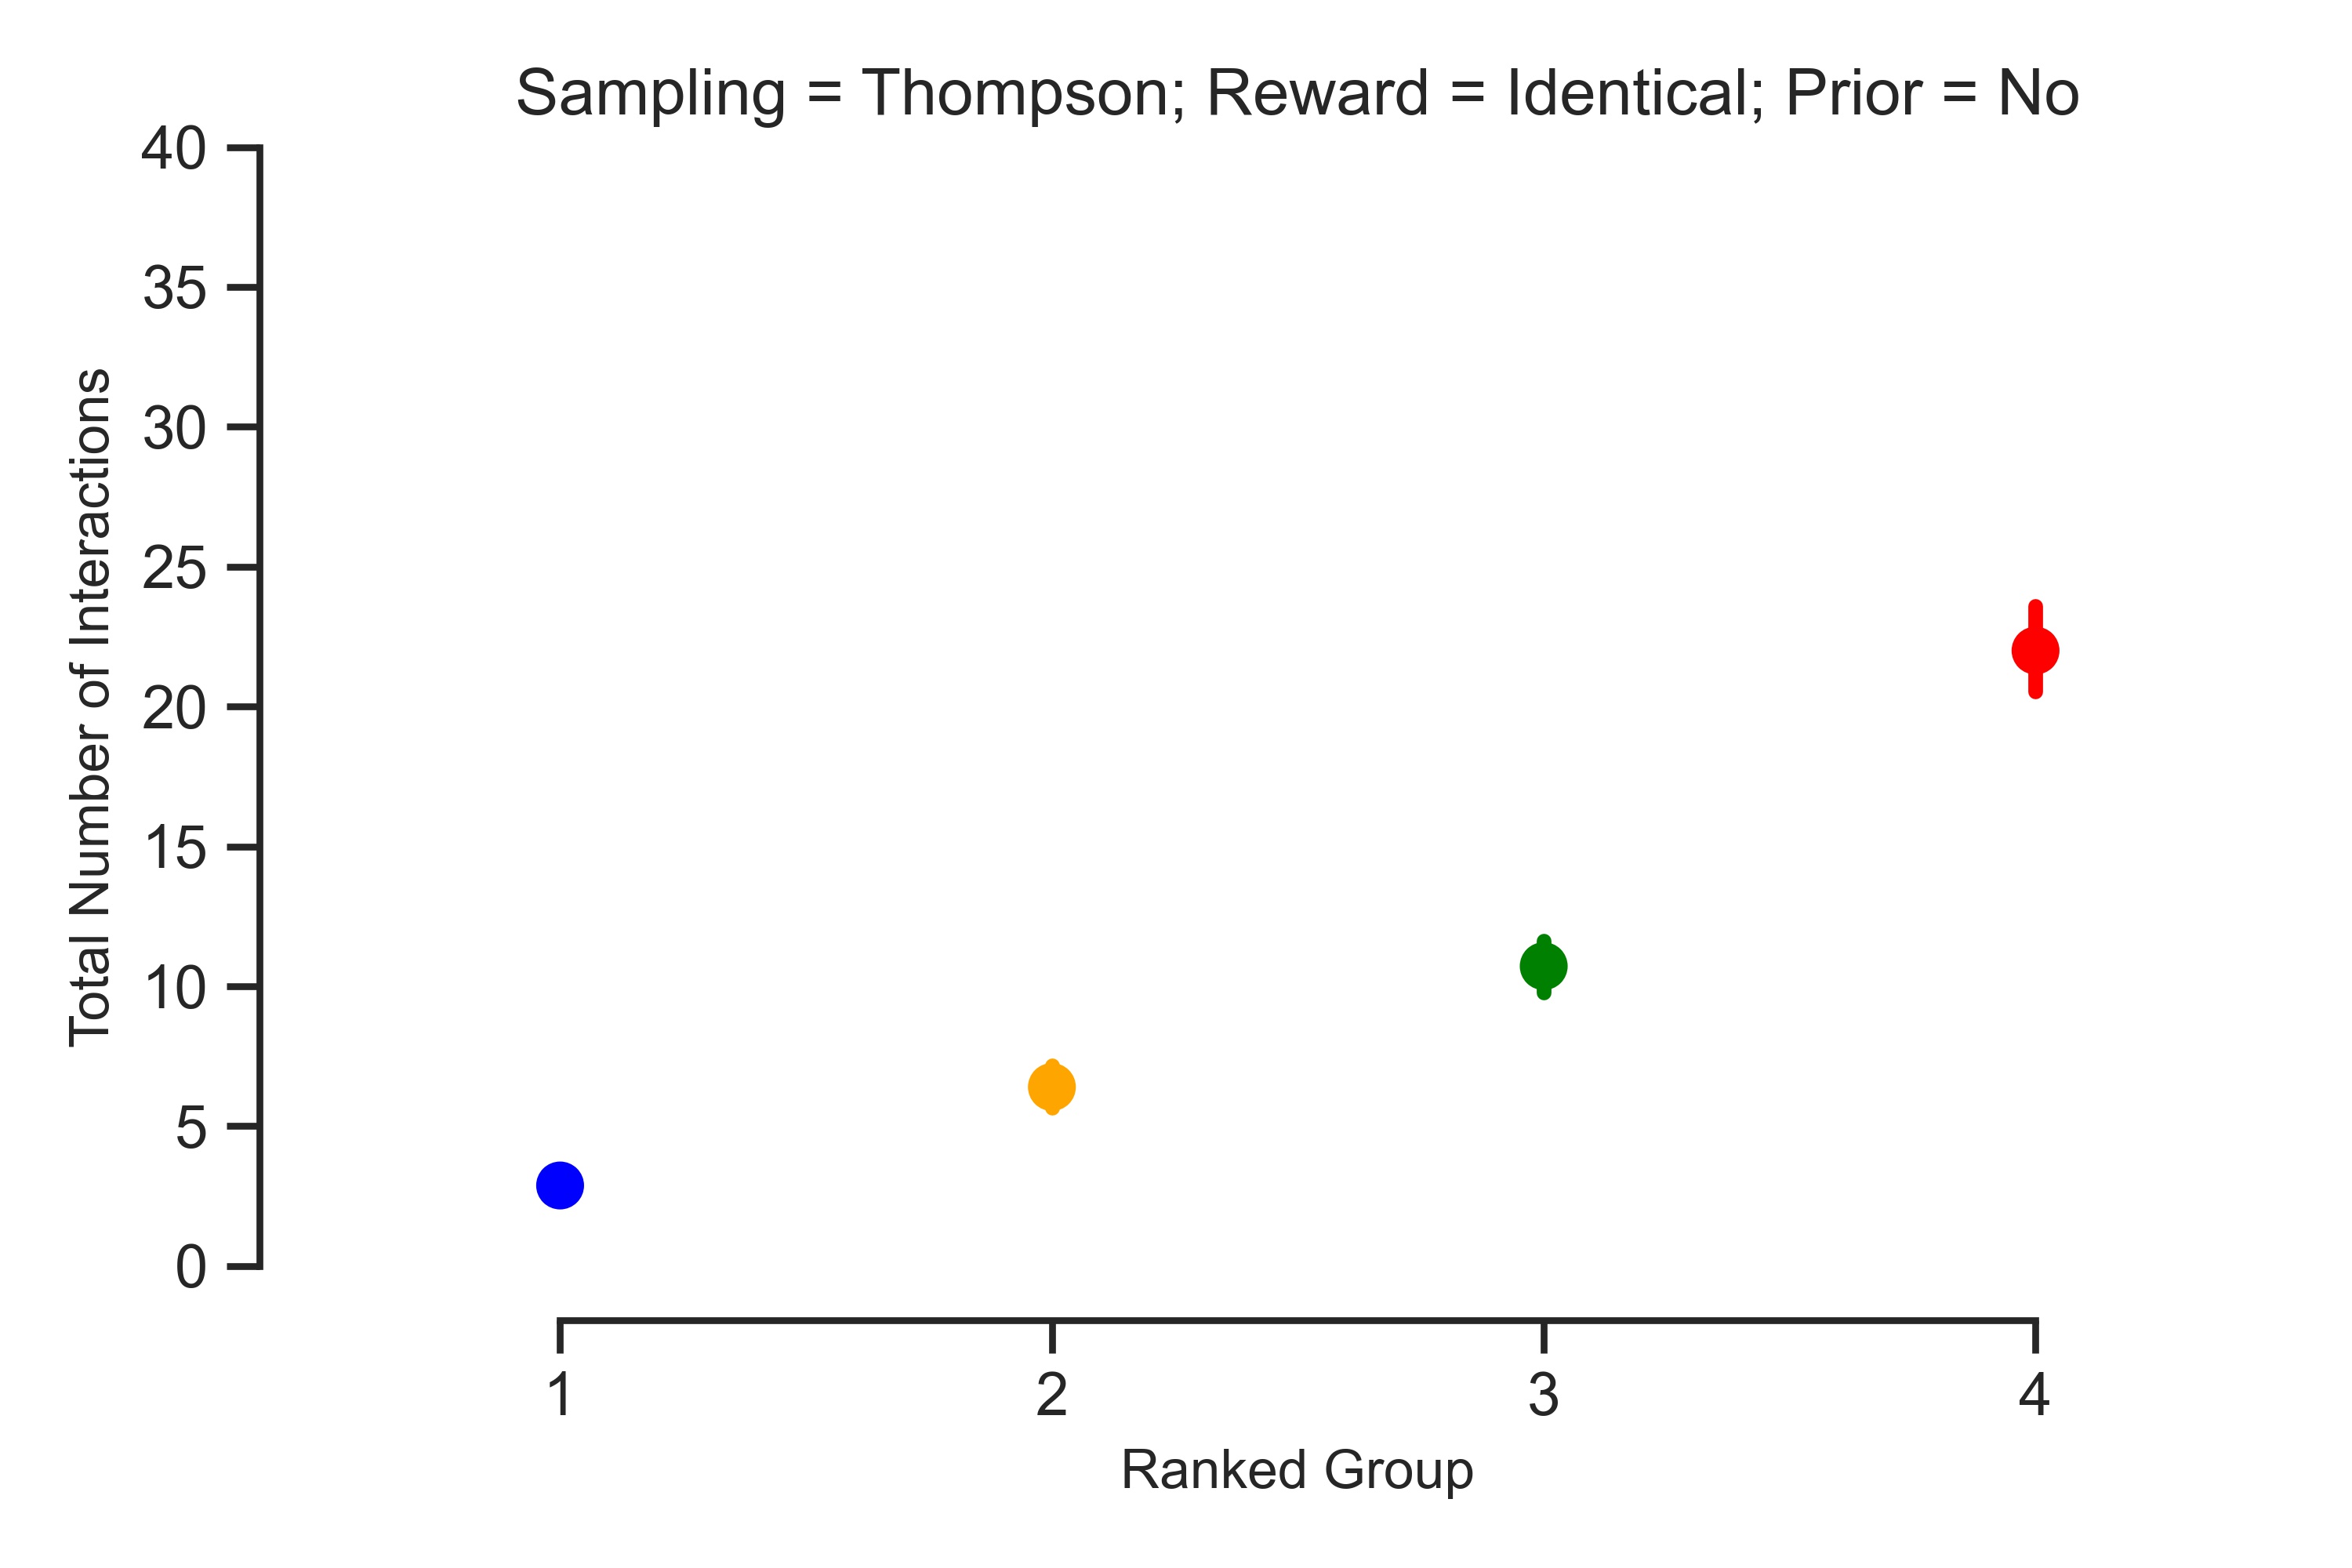 Sampling = Thompson; Reward = Identical; Prior = No
40
35
30
25
20
15
10
5
0
Total Number of Interactions
1 2 3 4
Ranked Group